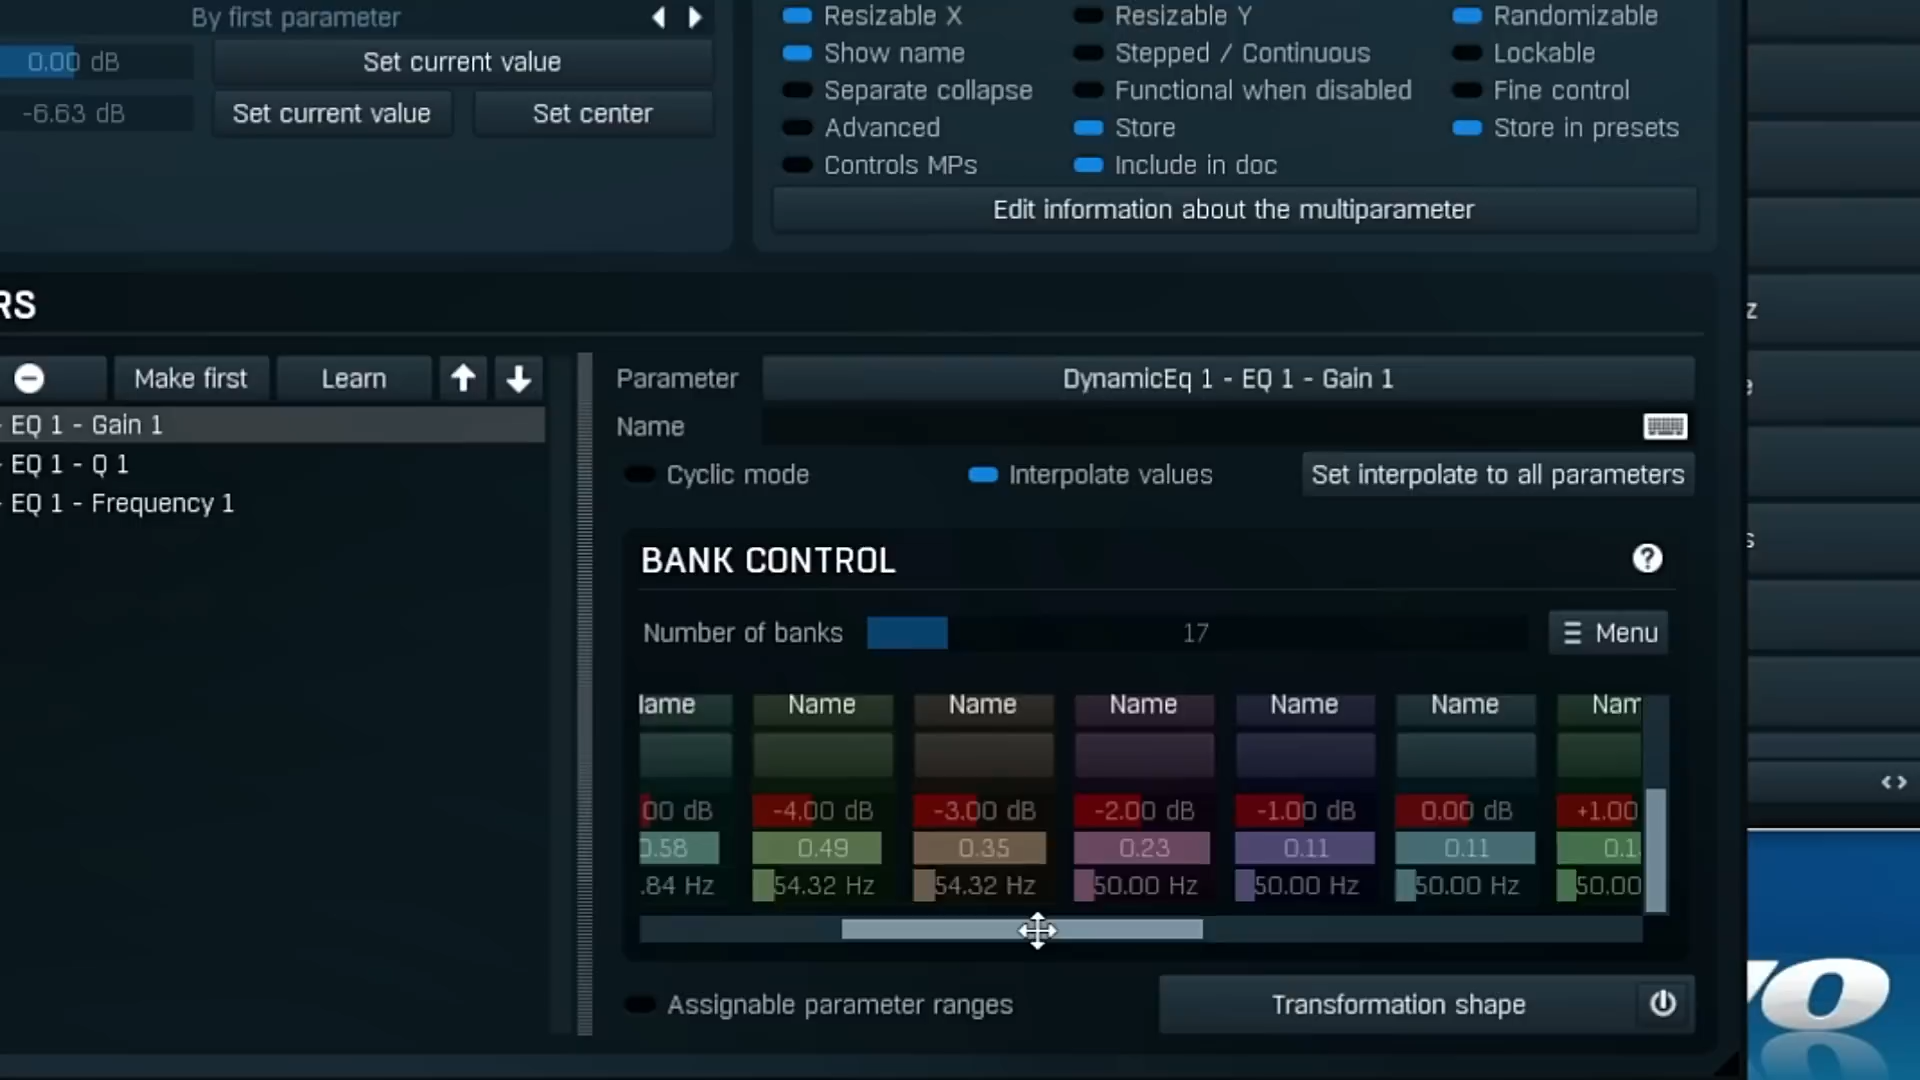 By first parameter
0.00 dB
Set current value
-6.63 dB
Set current value
Set center
Resizable X
Resizable Y
Randomizable
Show name
Stepped / Continuous
Lockable
Separate collapse
Functional when disabled
Fine control
Advanced
Store
Store in presets
Controls MPs
Include in doc
Edit information about the multiparameter
RS
Make first
Learn
- EQ 1 - Gain 1
- EQ 1 - Q 1
- EQ 1 - Frequency 1
Parameter
DynamicEq 1 - EQ 1 - Gain 1
Name
Cyclic mode
Interpolate values
Set interpolate to all parameters
BANK CONTROL
?
Number of banks
17
Menu
ame Name Name Name Name Name Nam
00 dB -4.00 dB -3.00 dB -2.00 dB -1.00 dB 0.00 dB +1.00
0.58 0.49 0.35 0.23 0.11 0.11 0.1
.84 Hz 54.32 Hz 54.32 Hz 50.00 Hz 50.00 Hz 50.00 Hz 50.00
Assignable parameter ranges
Transformation shape
z
e
s
VO